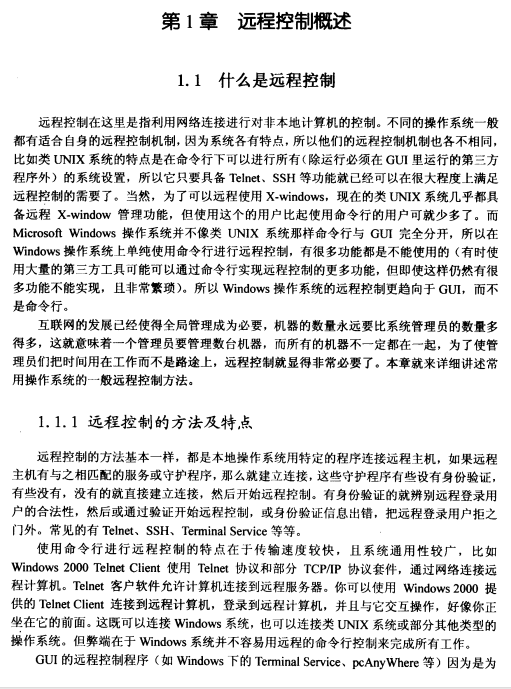 第 1 章　远程控制概述
1.1　什么是远程控制
远程控制在这里是指利用网络连接进行对非本地计算机的控制。不同的操作系统一般
都有适合自身的远程控制机制，因为系统各有特点，所以他们的远程控制机制也各不相同，
比如类 UNIX 系统的特点是在命令行下可以进行所有（除运行必须在 GUI 里运行的第三方
程序外）的系统设置，所以它只要具备 Telnet、SSH 等功能就已经可以在很大程度上满足
远程控制的需要了。当然，为了可以远程使用 X-windows，现在的类 UNIX 系统几乎都具
备远程 X-window 管理功能，但使用这个的用户比起使用命令行的用户可就少多了。而
Microsoft Windows 操作系统并不像类 UNIX 系统那样命令行与 GUI 完全分开，所以在
Windows 操作系统上单纯使用命令行进行远程控制，有很多功能都是不能使用的（有时使
用大量的第三方工具可能可以通过命令行实现远程控制的更多功能，但即使这样仍然有很
多功能不能实现，且非常繁琐）。所以 Windows 操作系统的远程控制更趋向于 GUI，而不
是命令行。
互联网的发展已经使得全局管理成为必要，机器的数量永远要比系统管理员的数量多
得多，这就意味着一个管理员要管理数台机器，而所有的机器不一定都在一起，为了使管
理员们把时间用在工作而不是路途上，远程控制就显得非常必要了。本章就来详细讲述常
用操作系统的一般远程控制方法。
1.1.1 远程控制的方法及特点
远程控制的方法基本一样，都是本地操作系统用特定的程序连接远程主机，如果远程
主机有与之相匹配的服务或守护程序，那么就建立连接，这些守护程序有些设有身份验证，
有些没有，没有的就直接建立连接，然后开始远程控制。有身份验证的就辨别远程登录用
户的合法性，然后或通过验证开始远程控制，或身份验证信息出错，把远程登录用户拒之
门外。常见的有 Telnet、SSH、Terminal Service 等等。
使用命令行进行远程控制的特点在于传输速度较快，且系统通用性较广，比如
Windows 2000 Telnet Client 使用 Telnet 协议和部分 TCP/IP 协议套件，通过网络连接远
程计算机。Telnet 客户软件允许计算机连接到远程服务器。你可以使用 Windows 2000 提
供的 Telnet Client 连接到远程计算机，登录到远程计算机，并且与它交互操作，好像你正
坐在它的前面。这既可以连接 Windows 系统，也可以连接类 UNIX 系统或部分其他类型的
操作系统。但弊端在于 Windows 系统并不容易用远程的命令行控制来完成所有工作。
GUI 的远程控制程序（如 Windows 下的 Terminal Service、pcAnyWhere 等）因为是为